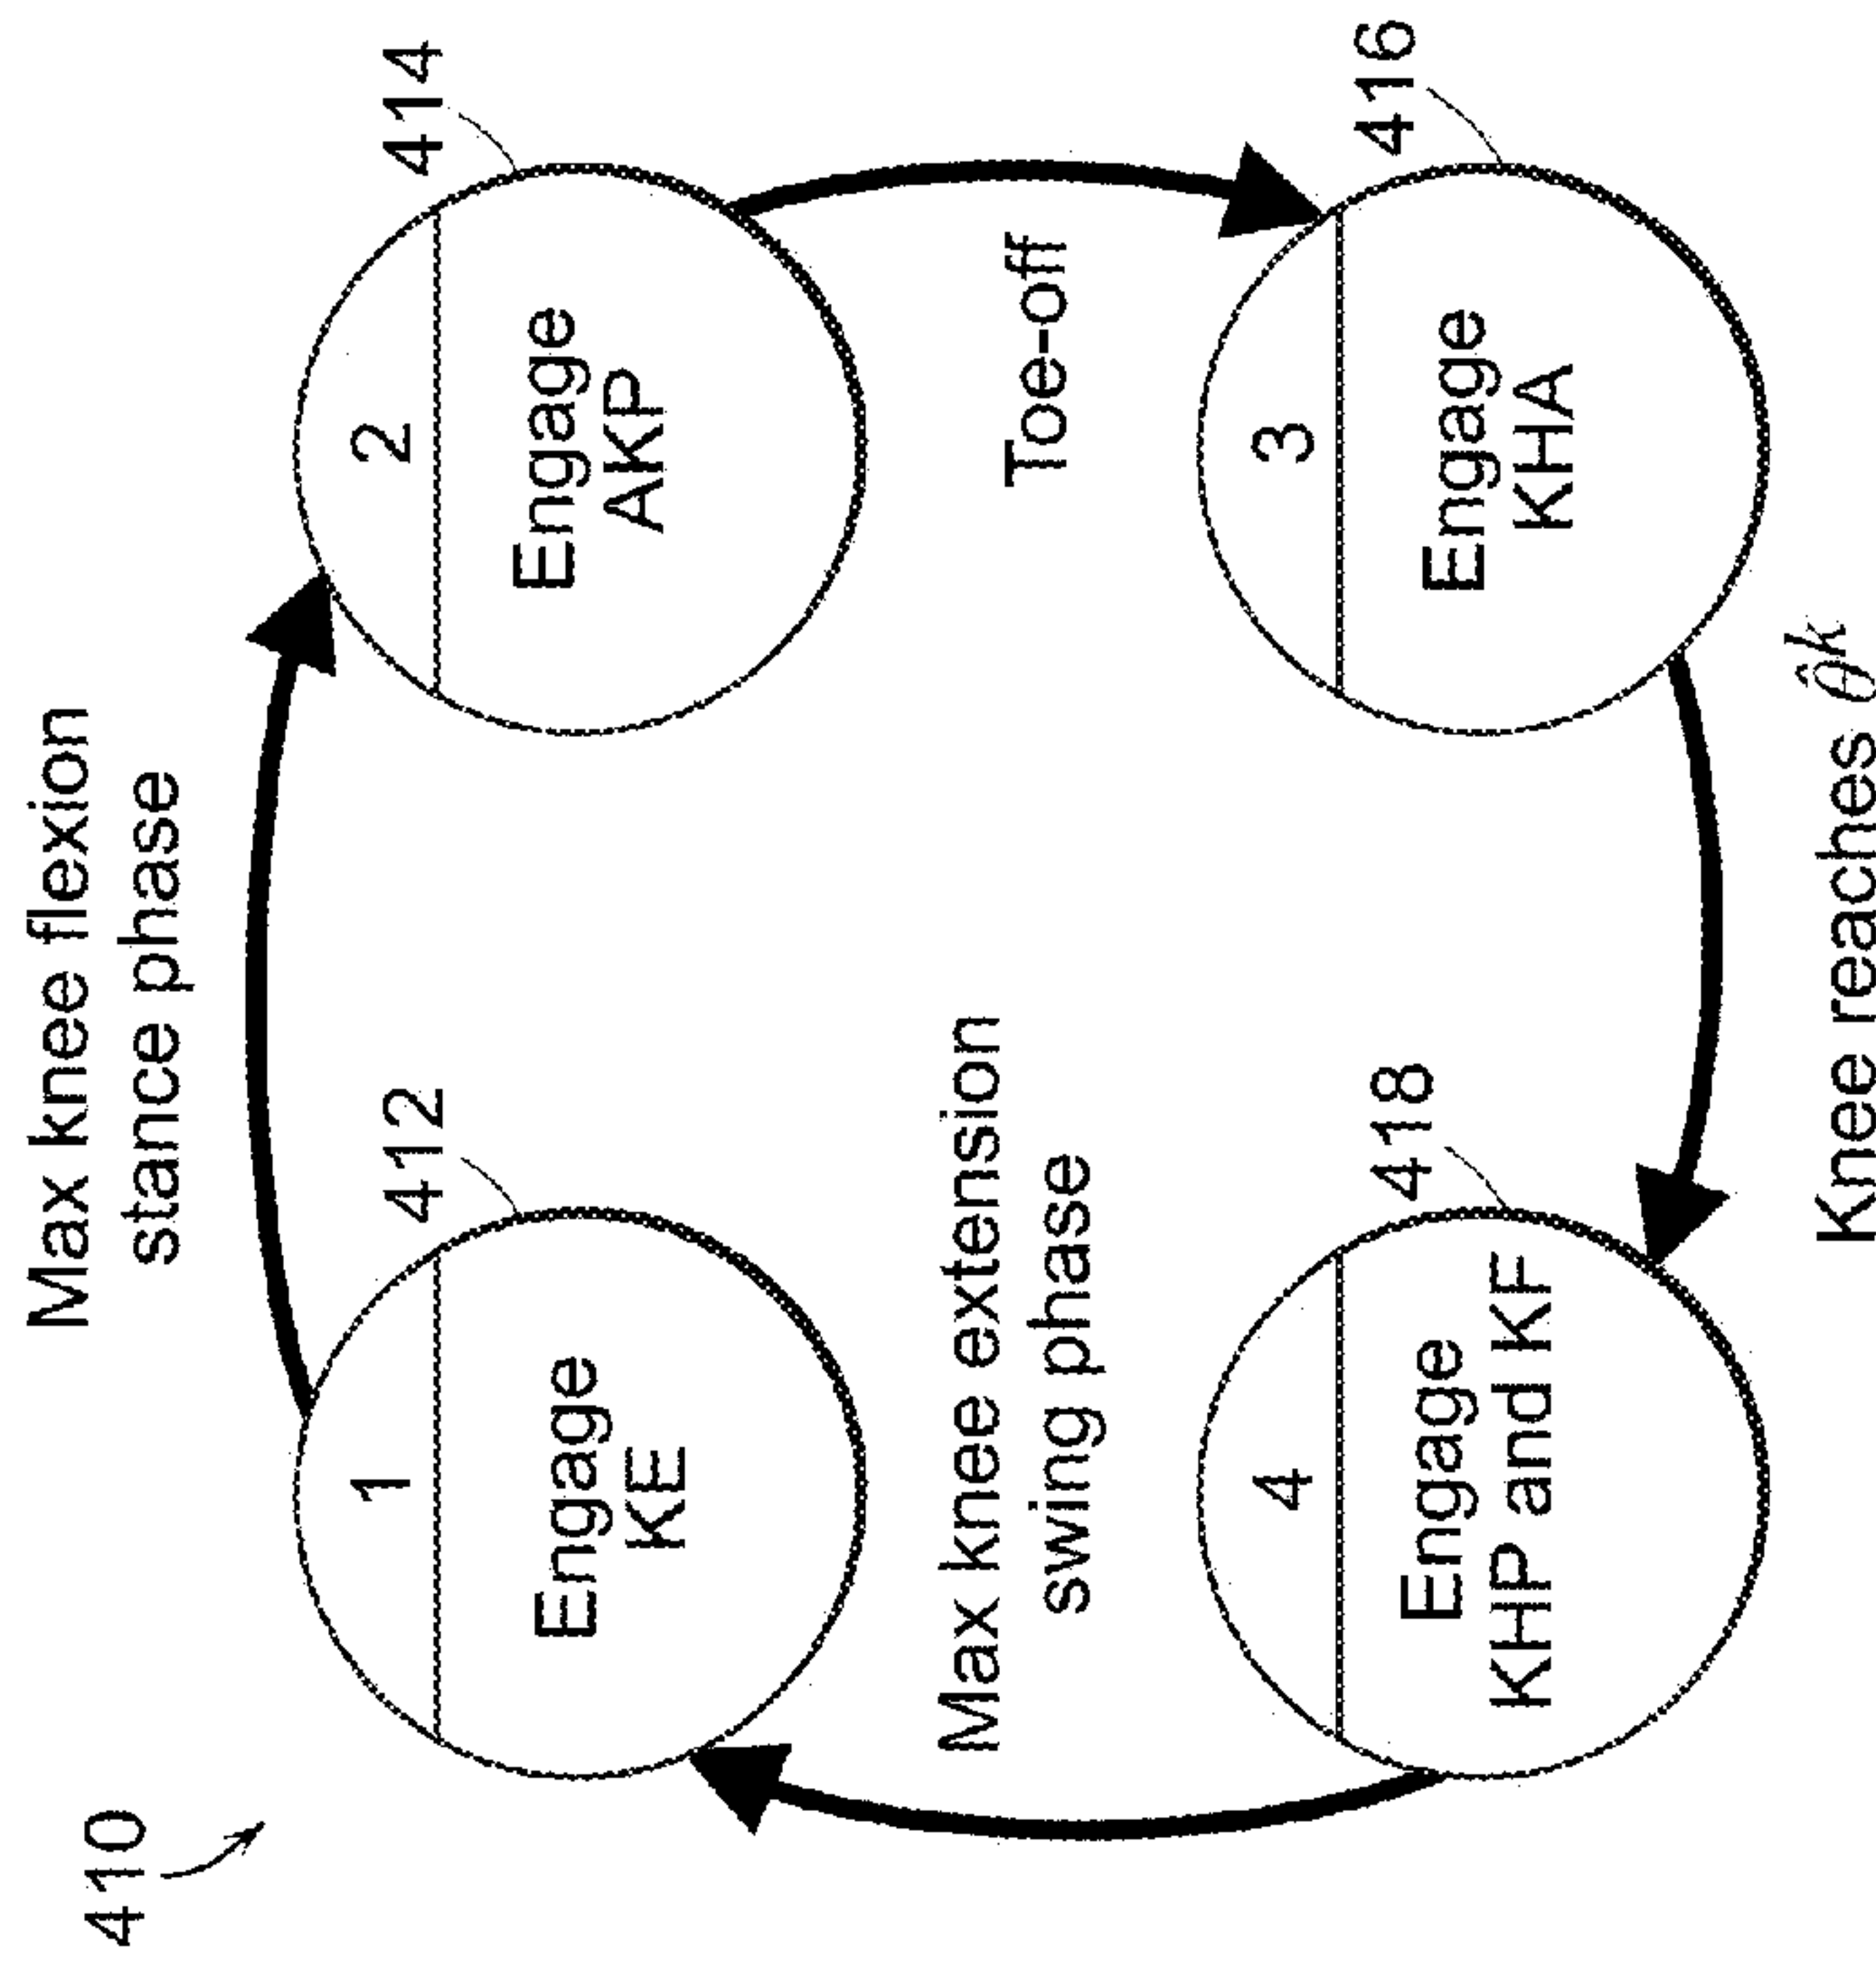 410
Max knee flexion
stance phase
412
1
Engage
KE
414
2
Engage
AKP
Max knee extension
swing phase
Toe-off
418
4
Engage
KHP and KF
416
3
Engage
KHA
Knee reaches θ̂k